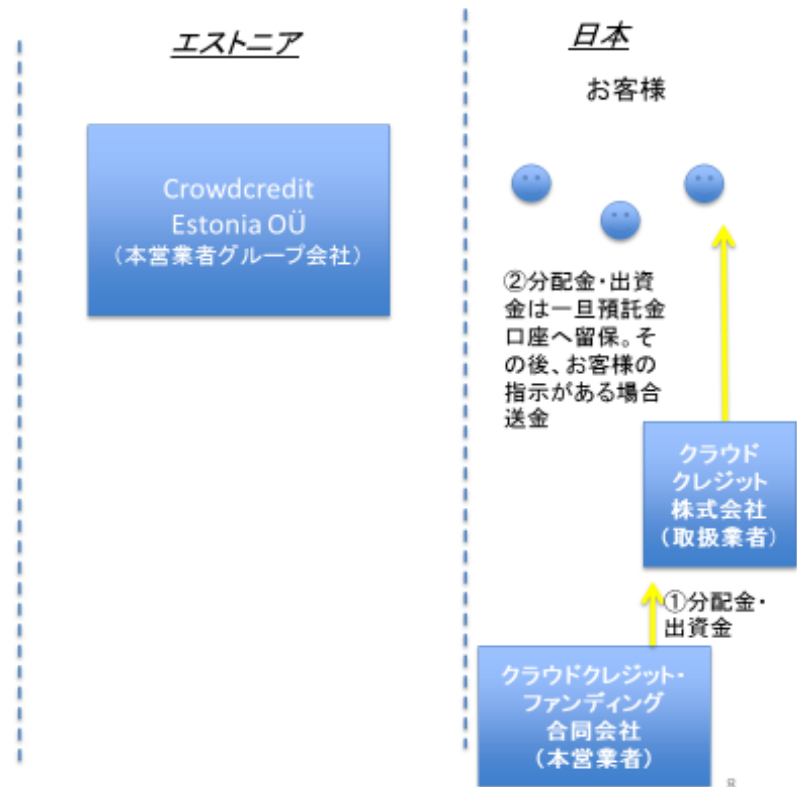 エストニア
Crowdcredit
Estonia OÜ
（本営業者グループ会社）
日本
お客様
②分配金・出資
金は一旦預託金
口座へ留保。そ
の後、お客様の
指示がある場合
送金
クラウド
クレジット
株式会社
（取扱業者）
①分配金・
出資金
クラウドクレジット・
ファンディング
合同会社
（本営業者）